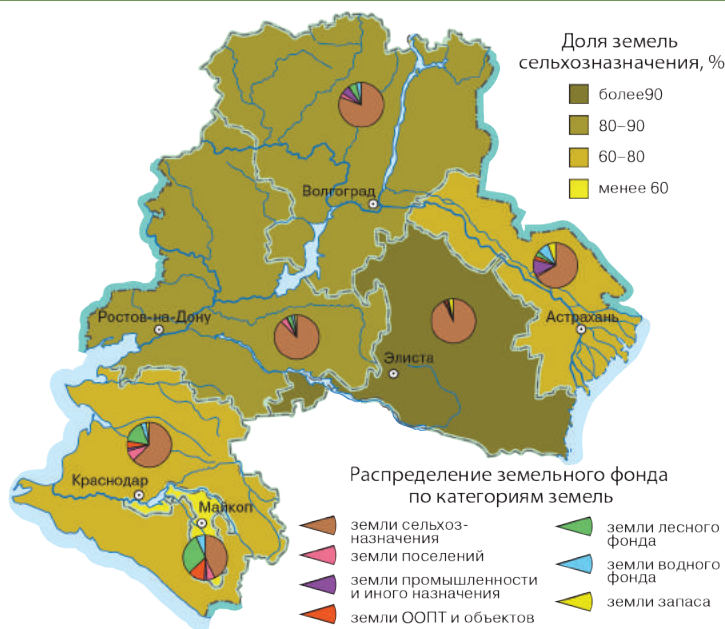 Доля земель
сельхозназначения, %
более90
80–90
60–80
менее 60
Волгоград
Ростов-на-Дону
Астрахань
Элиста
Краснодар
Майкоп
Распределение земельного фонда
по категориям земель
земли сельхоз-
назначения
земли поселений
земли промышленности
и иного назначения
земли ООПТ и объектов
земли лесного
фонда
земли водного
фонда
земли запаса